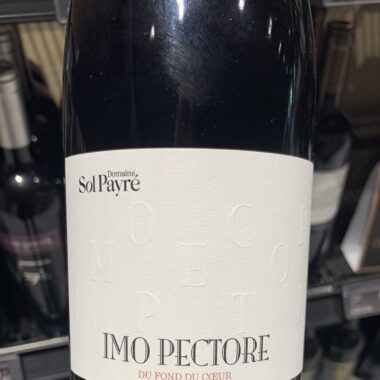 Domaine
Sol Payré
IMO PECTORE
DU FOND DU CŒUR